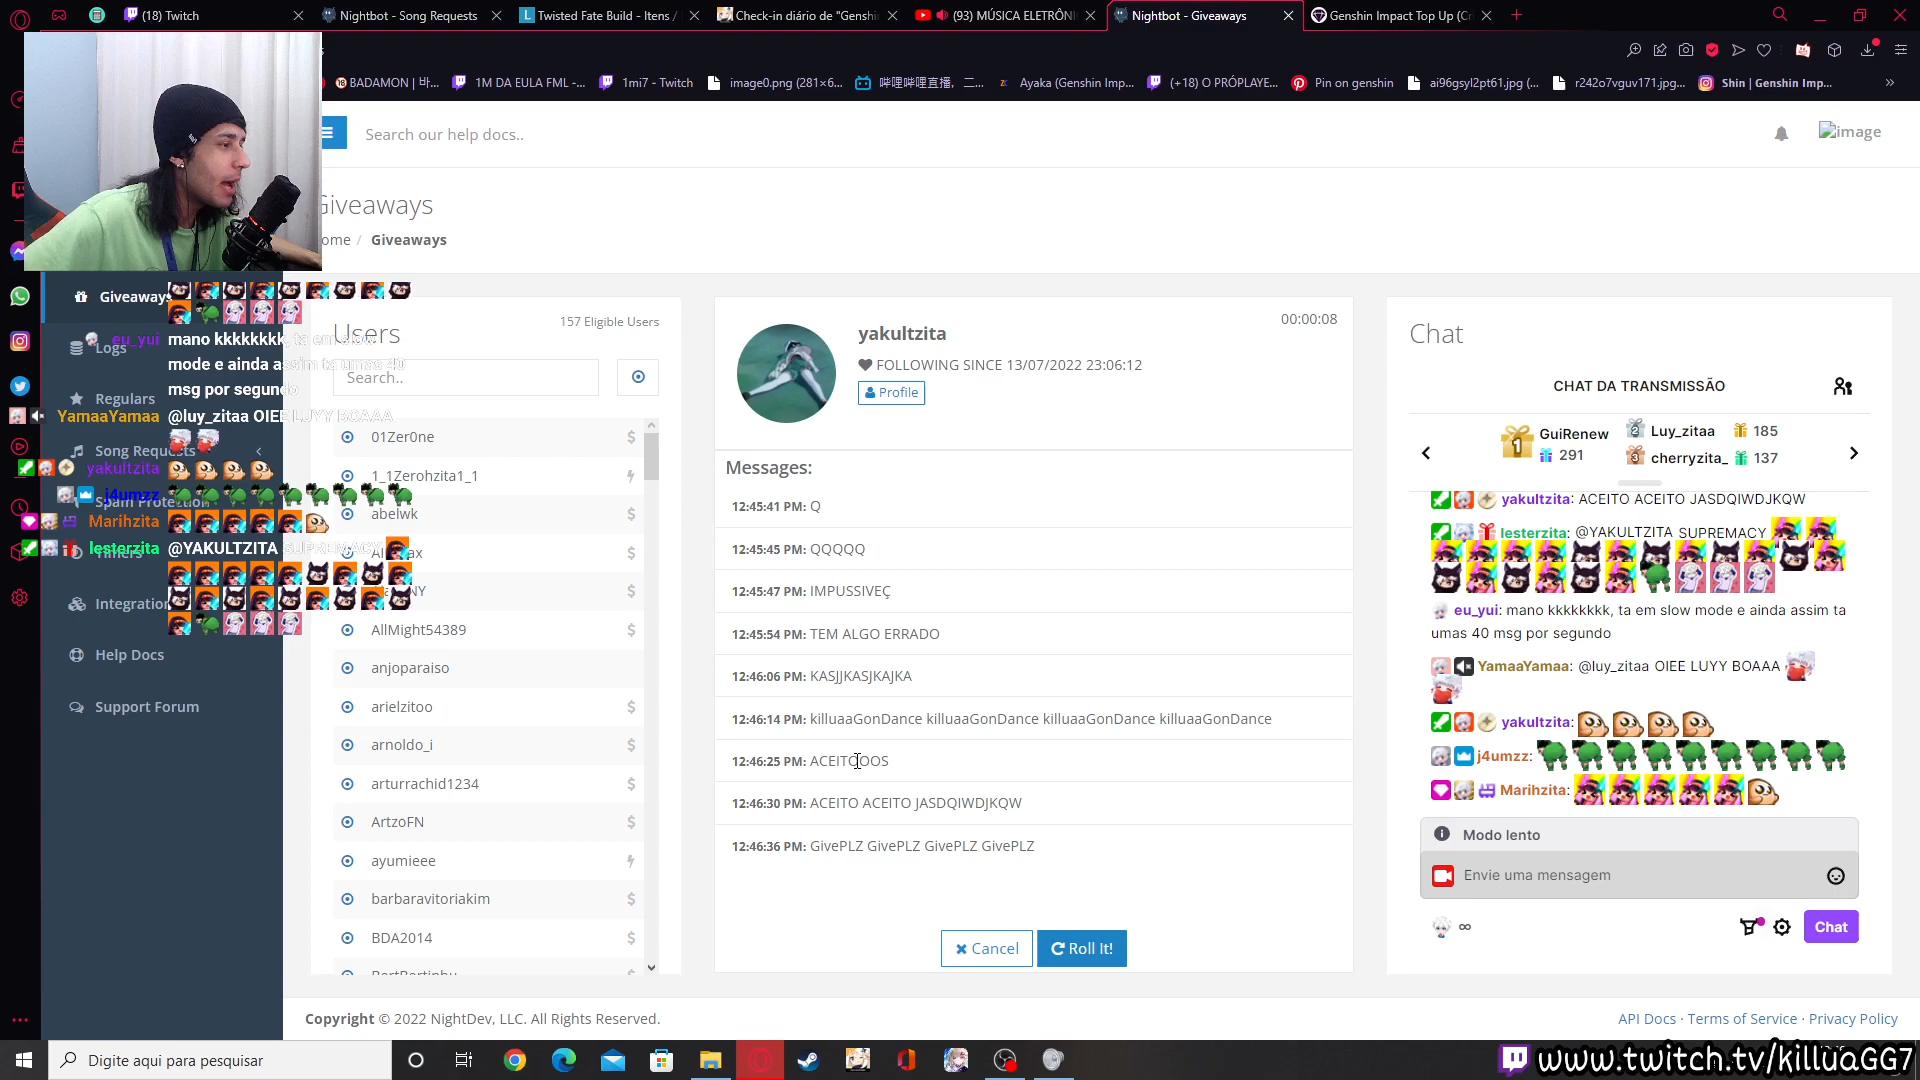 (18) Twitch
Nightbot - Song Requests
Twisted Fate Build - Itens /
Check-in diário de "Genshi
(93) MÚSICA ELETRÔNI
Nightbot - Giveaways
Genshin Impact Top Up (Cr
BADAMON | 바...
1M DA EULA FML -...
1mi7 - Twitch
image0.png (281×6...
哔哩哔哩直播，二...
Ayaka (Genshin Imp...
(+18) O PRÓPLAYE...
Pin on genshin
ai96gsyl2pt61.jpg (...
r242o7vguv171.jpg...
Shin | Genshin Imp...
Search our help docs..
image
Giveaways
ome / Giveaways
Giveaways
Logs
Regulars
Song Requests
Spam Protection
Timers
Integration
Help Docs
Support Forum
eu_yui mano kkkkkkkk, ta em slow
mode e ainda assim ta umas 40
msg por segundo
YamaaYamaa @luy_zitaa OIEE LUYY BOAAA
yakultzita
j4umzz
Marihzita
lesterzita @YAKULTZITA SUPREMACY
Users
157 Eligible Users
Search..
01Zer0ne
1_1Zerohzita1_1
abelwk
AllMight54389
anjoparaiso
arielzitoo
arnoldo_i
arturrachid1234
ArtzoFN
ayumieee
barbaravitoriakim
BDA2014
yakultzita
00:00:08
FOLLOWING SINCE 13/07/2022 23:06:12
Profile
Messages:
12:45:41 PM: Q
12:45:45 PM: QQQQQ
12:45:47 PM: IMPUSSIVEÇ
12:45:54 PM: TEM ALGO ERRADO
12:46:06 PM: KASJJKASJKAJKA
12:46:14 PM: killuaaGonDance killuaaGonDance killuaaGonDance killuaaGonDance
12:46:25 PM: ACEITOOOS
12:46:30 PM: ACEITO ACEITO JASDQIWDJKQW
12:46:36 PM: GivePLZ GivePLZ GivePLZ GivePLZ
Cancel
Roll It!
Chat
CHAT DA TRANSMISSÃO
1 GuiRenew 291
2 Luy_zitaa 185
3 cherryzita_ 137
yakultzita: ACEITO ACEITO JASDQIWDJKQW
lesterzita: @YAKULTZITA SUPREMACY
eu_yui: mano kkkkkkkk, ta em slow mode e ainda assim ta
umas 40 msg por segundo
YamaaYamaa: @luy_zitaa OIEE LUYY BOAAA
yakultzita:
j4umzz:
Marihzita:
Modo lento
Envie uma mensagem
∞
Chat
Copyright © 2022 NightDev, LLC. All Rights Reserved.
API Docs · Terms of Service · Privacy Policy
Digite aqui para pesquisar
www.twitch.tv/killuaGG7